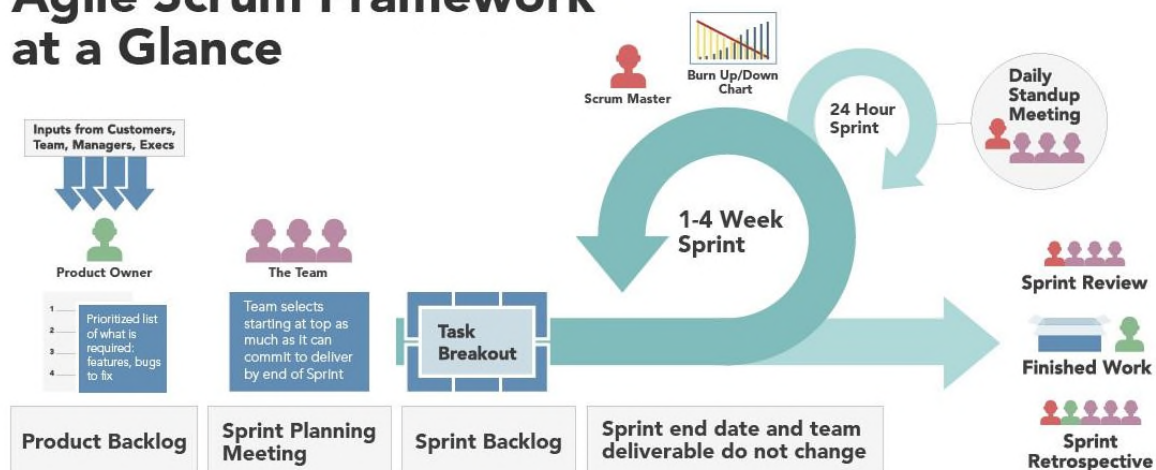 Agile Scrum Framework
at a Glance
Inputs from Customers,
Team, Managers, Execs
Product Owner
1
2
3
4
Prioritized list
of what is
required:
features, bugs
to fix
Product Backlog
The Team
Team selects
starting at top as
much as it can
commit to deliver
by end of Sprint
Sprint Planning
Meeting
Task
Breakout
Sprint Backlog
Scrum Master
Burn Up/Down
Chart
1-4 Week
Sprint
24 Hour
Sprint
Daily
Standup
Meeting
Sprint end date and team
deliverable do not change
Sprint Review
Finished Work
Sprint
Retrospective